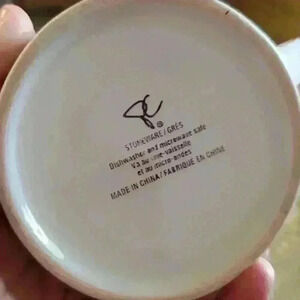 ®
STONEWARE/GRÈS
Dishwasher and microwave safe
Va au lave-vaisselle
et au micro-ondes
MADE IN CHINA/FABRIQUÉ EN CHINE